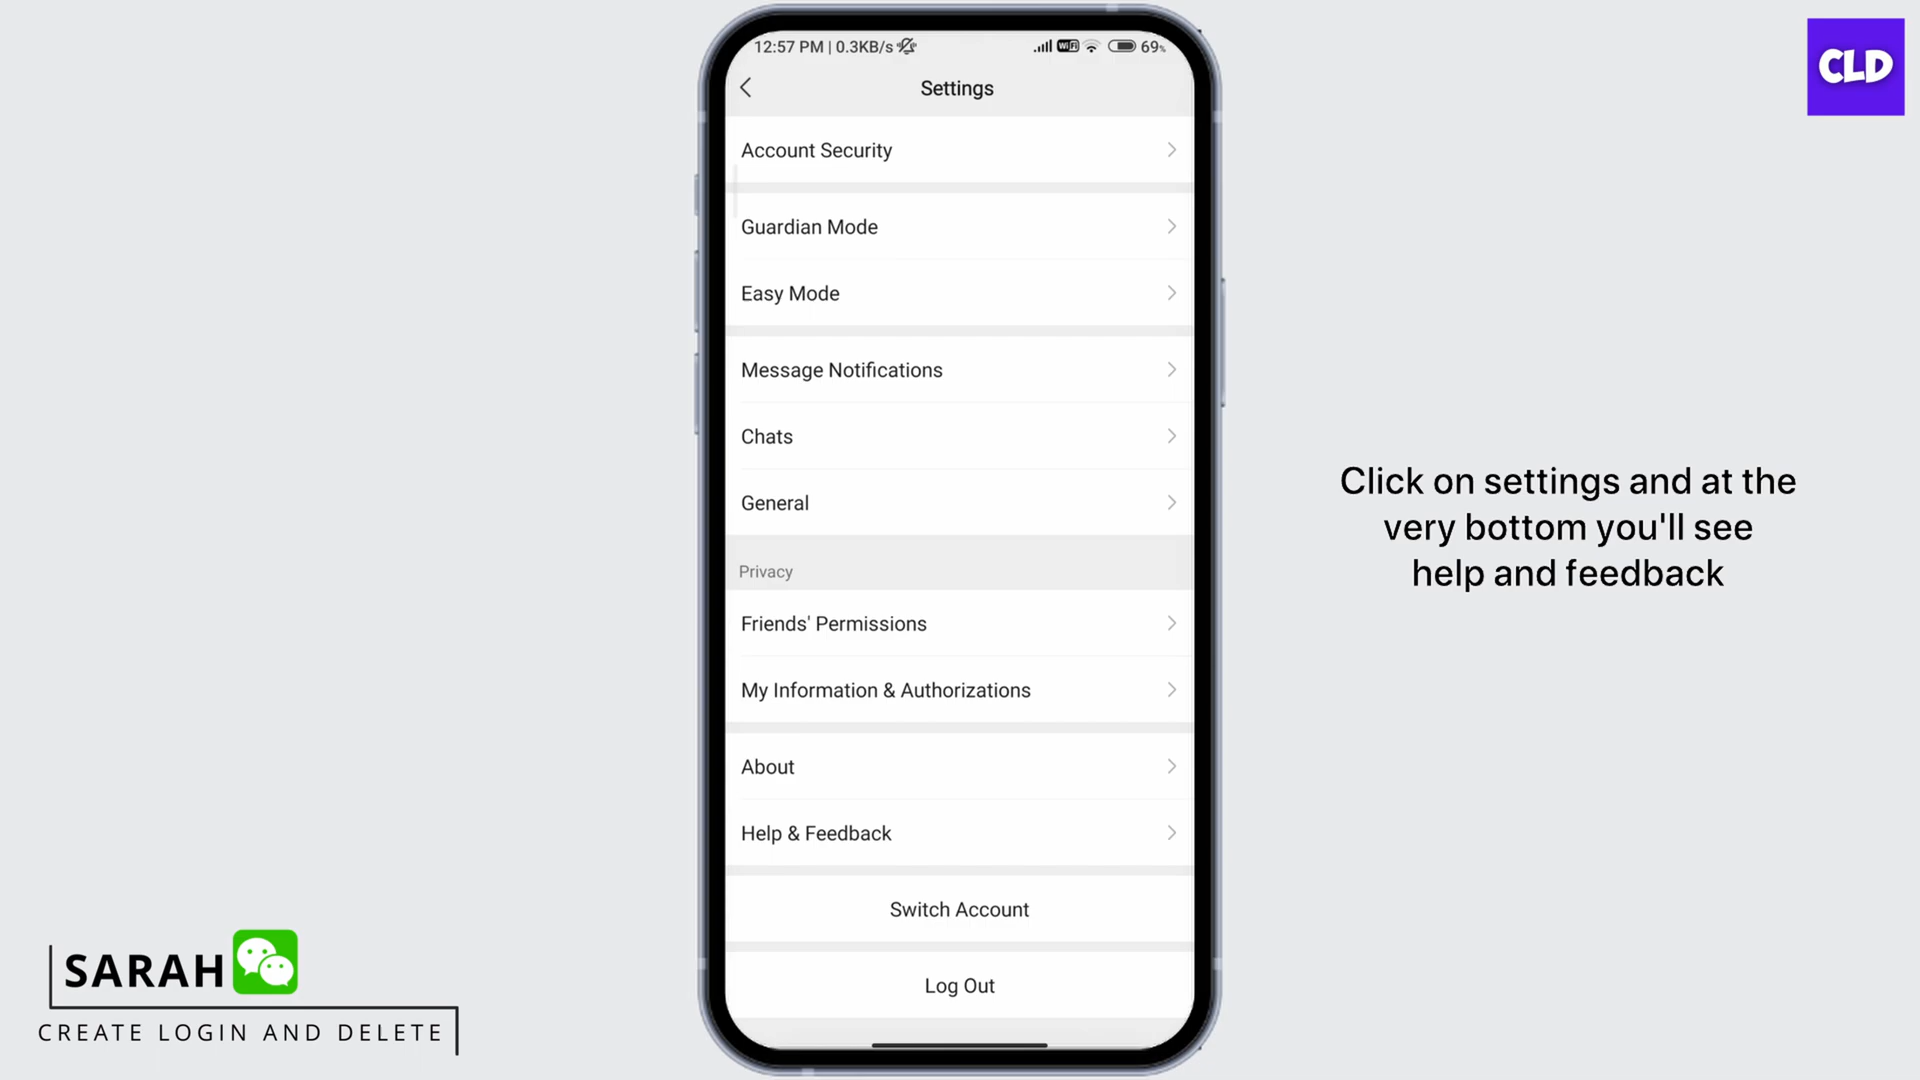 12:57 PM | 0.3KB/s
WiFi
69%
CLD
Settings
Account Security
Guardian Mode
Easy Mode
Message Notifications
Chats
General
Privacy
Friends' Permissions
My Information & Authorizations
About
Help & Feedback
Switch Account
Log Out
Click on settings and at the
very bottom you'll see
help and feedback
SARAH
CREATE LOGIN AND DELETE